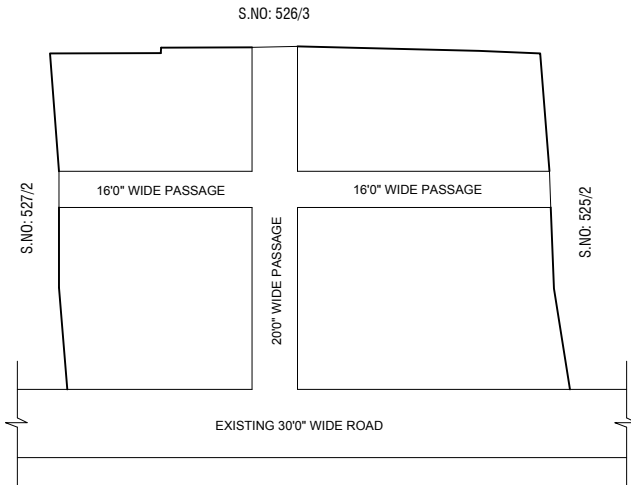 S.NO: 526/3
S.NO: 527/2
16'0" WIDE PASSAGE
16'0" WIDE PASSAGE
S.NO: 525/2
20'0" WIDE PASSAGE
EXISTING 30'0" WIDE ROAD